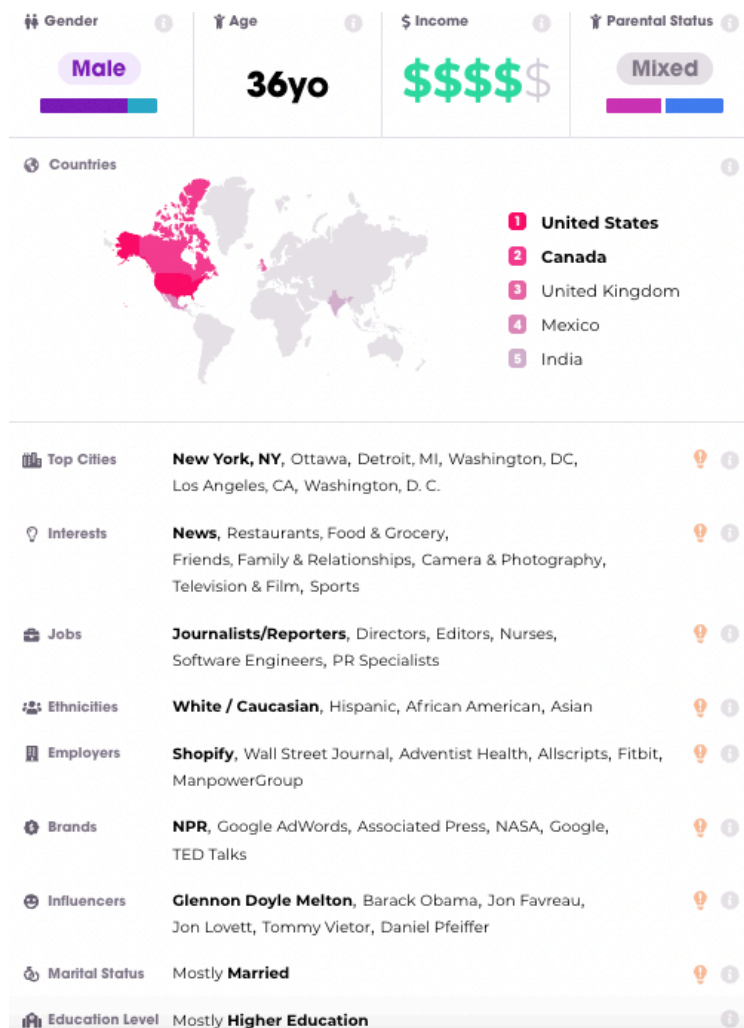 Gender
Age
$ Income
Parental Status
Male
36yo
$$$$$
Mixed
Countries
1 United States
2 Canada
3 United Kingdom
4 Mexico
5 India
Top Cities
New York, NY, Ottawa, Detroit, MI, Washington, DC,
Los Angeles, CA, Washington, D. C.
Interests
News, Restaurants, Food & Grocery,
Friends, Family & Relationships, Camera & Photography,
Television & Film, Sports
Jobs
Journalists/Reporters, Directors, Editors, Nurses,
Software Engineers, PR Specialists
Ethnicities
White / Caucasian, Hispanic, African American, Asian
Employers
Shopify, Wall Street Journal, Adventist Health, Allscripts, Fitbit,
ManpowerGroup
Brands
NPR, Google AdWords, Associated Press, NASA, Google,
TED Talks
Influencers
Glennon Doyle Melton, Barack Obama, Jon Favreau,
Jon Lovett, Tommy Vietor, Daniel Pfeiffer
Marital Status
Mostly Married
Education Level
Mostly Higher Education